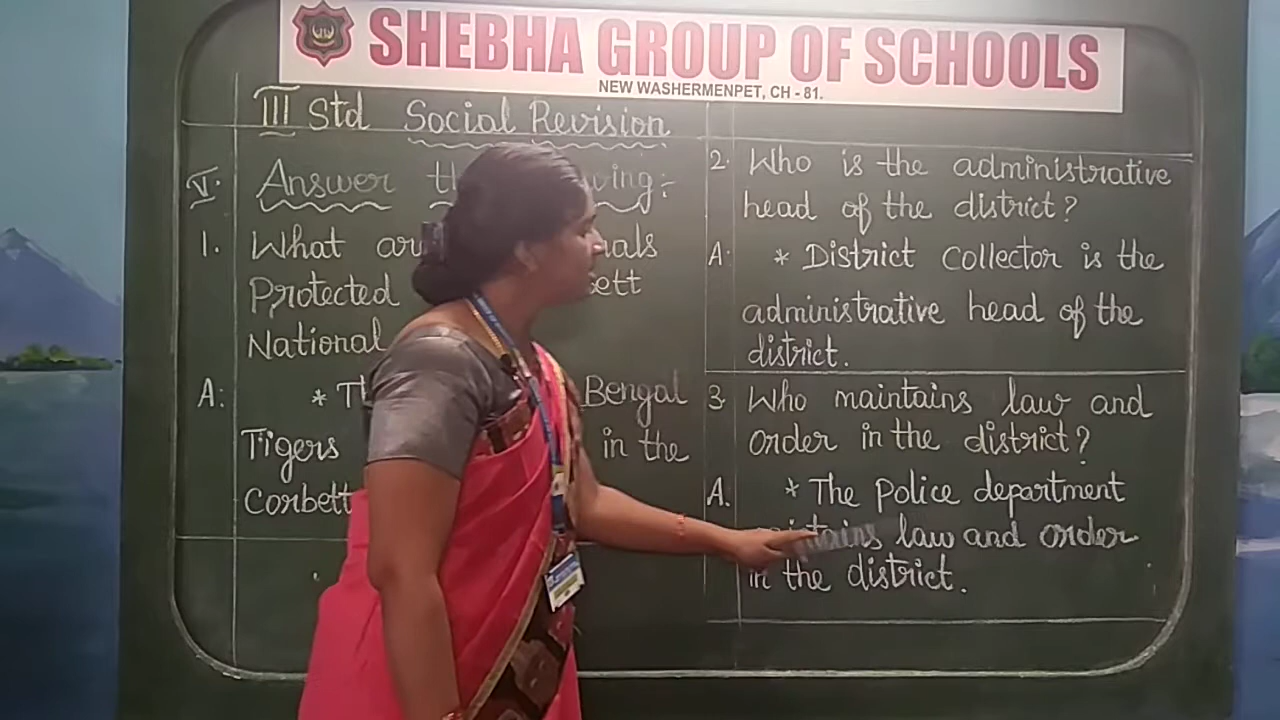 SHEBHA GROUP OF SCHOOLS
NEW WASHERMENPET, CH - 81.
III Std Social Revision
V. Answer
1. What
Protected
National
A: *
Bengal
Tigers in the
Corbett
2. Who is the administrative
head of the district?
A. * District collector is the
administrative head of the
district.
3. Who maintains law and
order in the district?
A. * The police department
law and order
in the district.